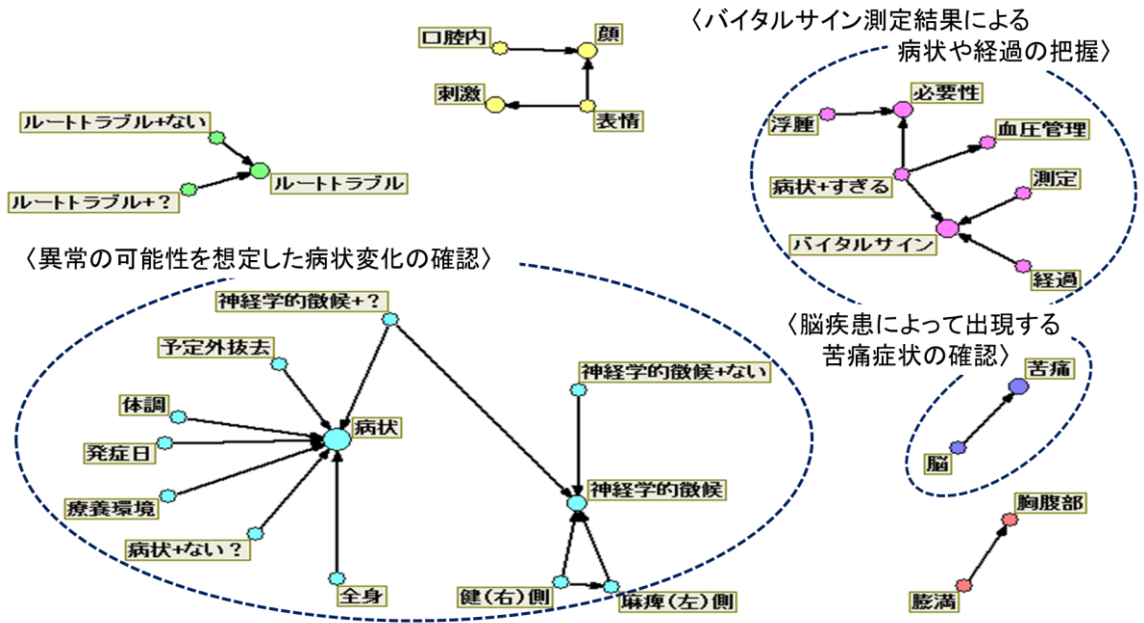 〈バイタルサイン測定結果による
病状や経過の把握〉
口腔内
顔
刺激
表情
ルートトラブル+ない
ルートトラブル
ルートトラブル+?
必要性
浮腫
血圧管理
病状+すぎる
測定
バイタルサイン
経過
〈異常の可能性を想定した病状変化の確認〉
神経学的徴候+?
予定外抜去
体調
病状
発症日
療養環境
病状+ない?
全身
神経学的徴候+ない
神経学的徴候
健(右)側
麻痺(左)側
〈脳疾患によって出現する
苦痛症状の確認〉
苦痛
脳
胸腹部
膨満